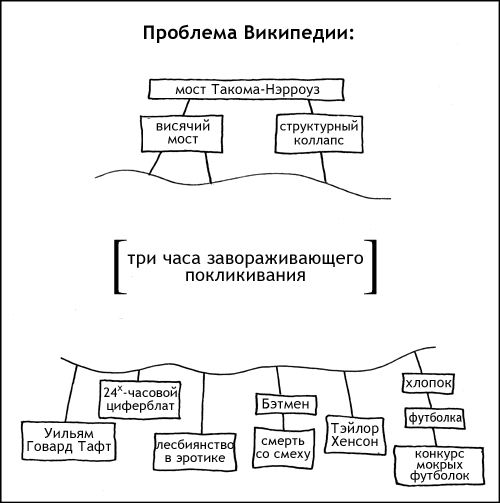 Проблема Википедии:
мост Такома-Нэрроуз
висячий
мост
структурный
коллапс
три часа завораживающего
покликивания
24х-часовой
циферблат
Уильям
Говард Тафт
лесбиянство
в эротике
Бэтмен
смерть
со смеху
Тэйлор
Хенсон
хлопок
футболка
конкурс
мокрых
футболок